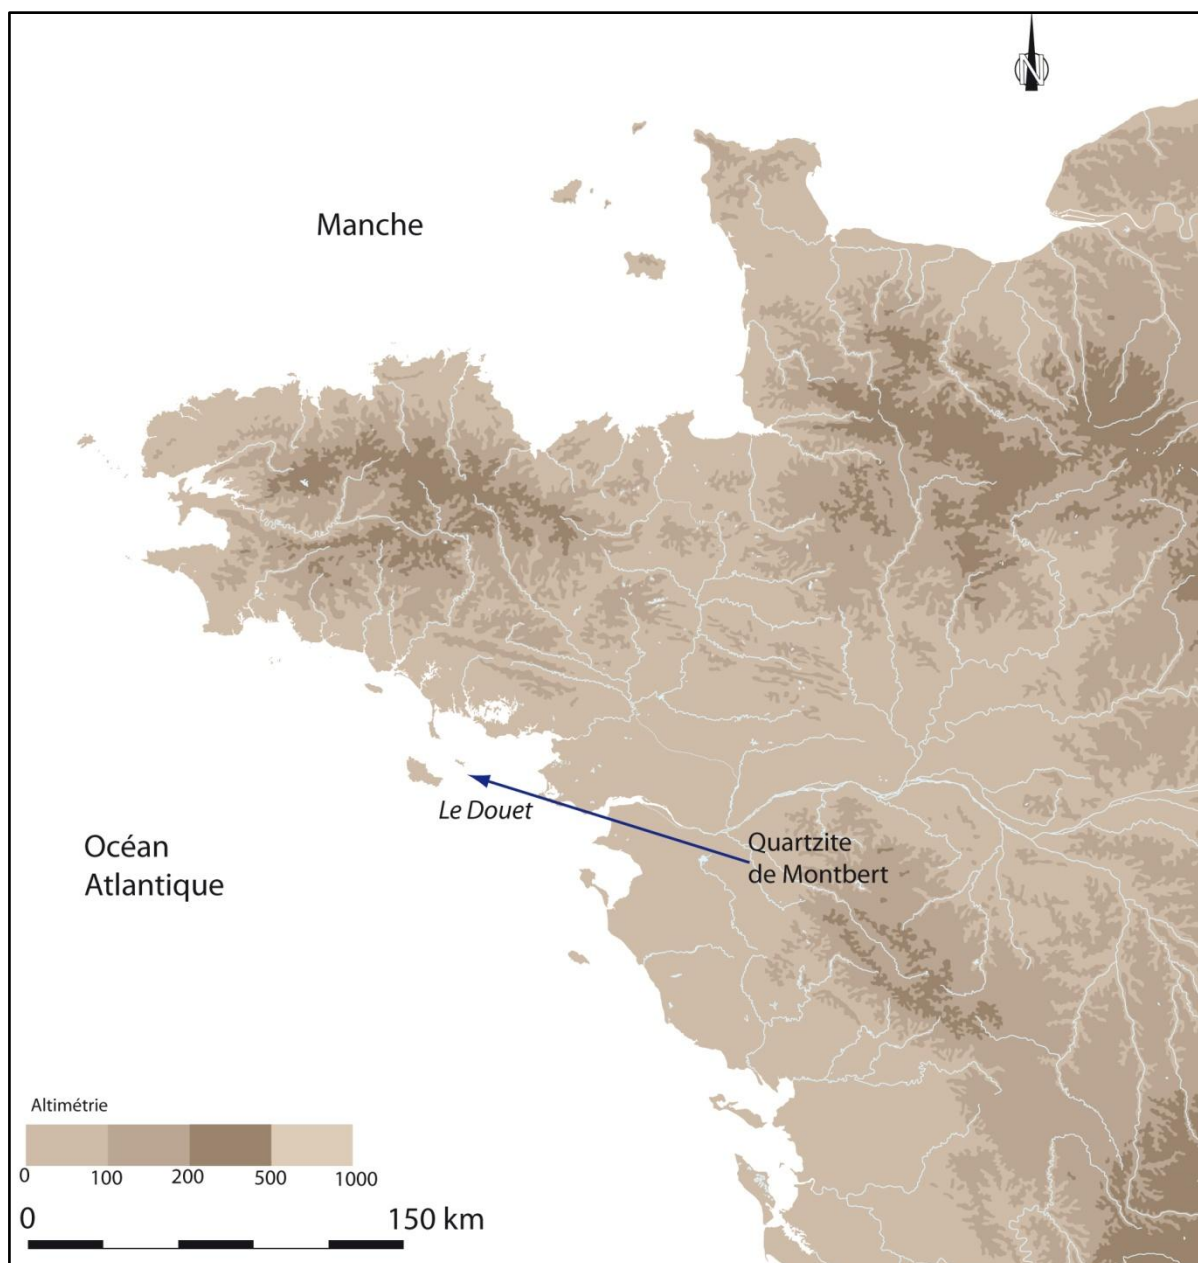 N
Manche
Le Douet
Quartzite
de Montbert
Océan
Atlantique
Altimétrie
0 100 200 500 1000
0 150 km